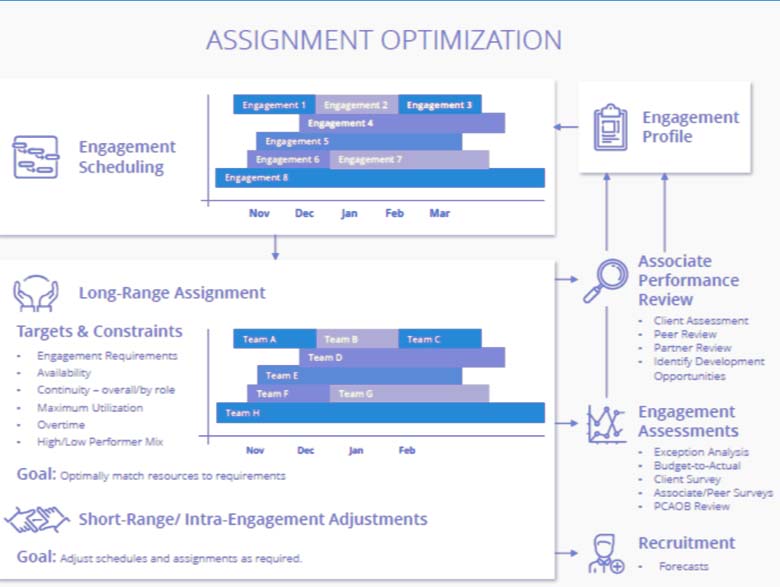 ASSIGNMENT OPTIMIZATION
Engagement
Scheduling
Engagement 1 Engagement 2 Engagement 3
Engagement 4
Engagement 5
Engagement 6 Engagement 7
Engagement 8
Nov Dec Jan Feb Mar
Engagement
Profile
Long-Range Assignment
Targets & Constraints
• Engagement Requirements
• Availability
• Continuity – overall/by role
• Maximum Utilization
• Overtime
• High/Low Performer Mix
Team A Team B Team C
Team D
Team E
Team F Team G
Team H
Nov Dec Jan Feb
Goal: Optimally match resources to requirements
Short-Range/ Intra-Engagement Adjustments
Goal: Adjust schedules and assignments as required.
Associate
Performance
Review
• Client Assessment
• Peer Review
• Partner Review
• Identify Development
Opportunities
Engagement
Assessments
• Exception Analysis
• Budget-to-Actual
• Client Survey
• Associate/Peer Surveys
• PCAOB Review
Recruitment
• Forecasts